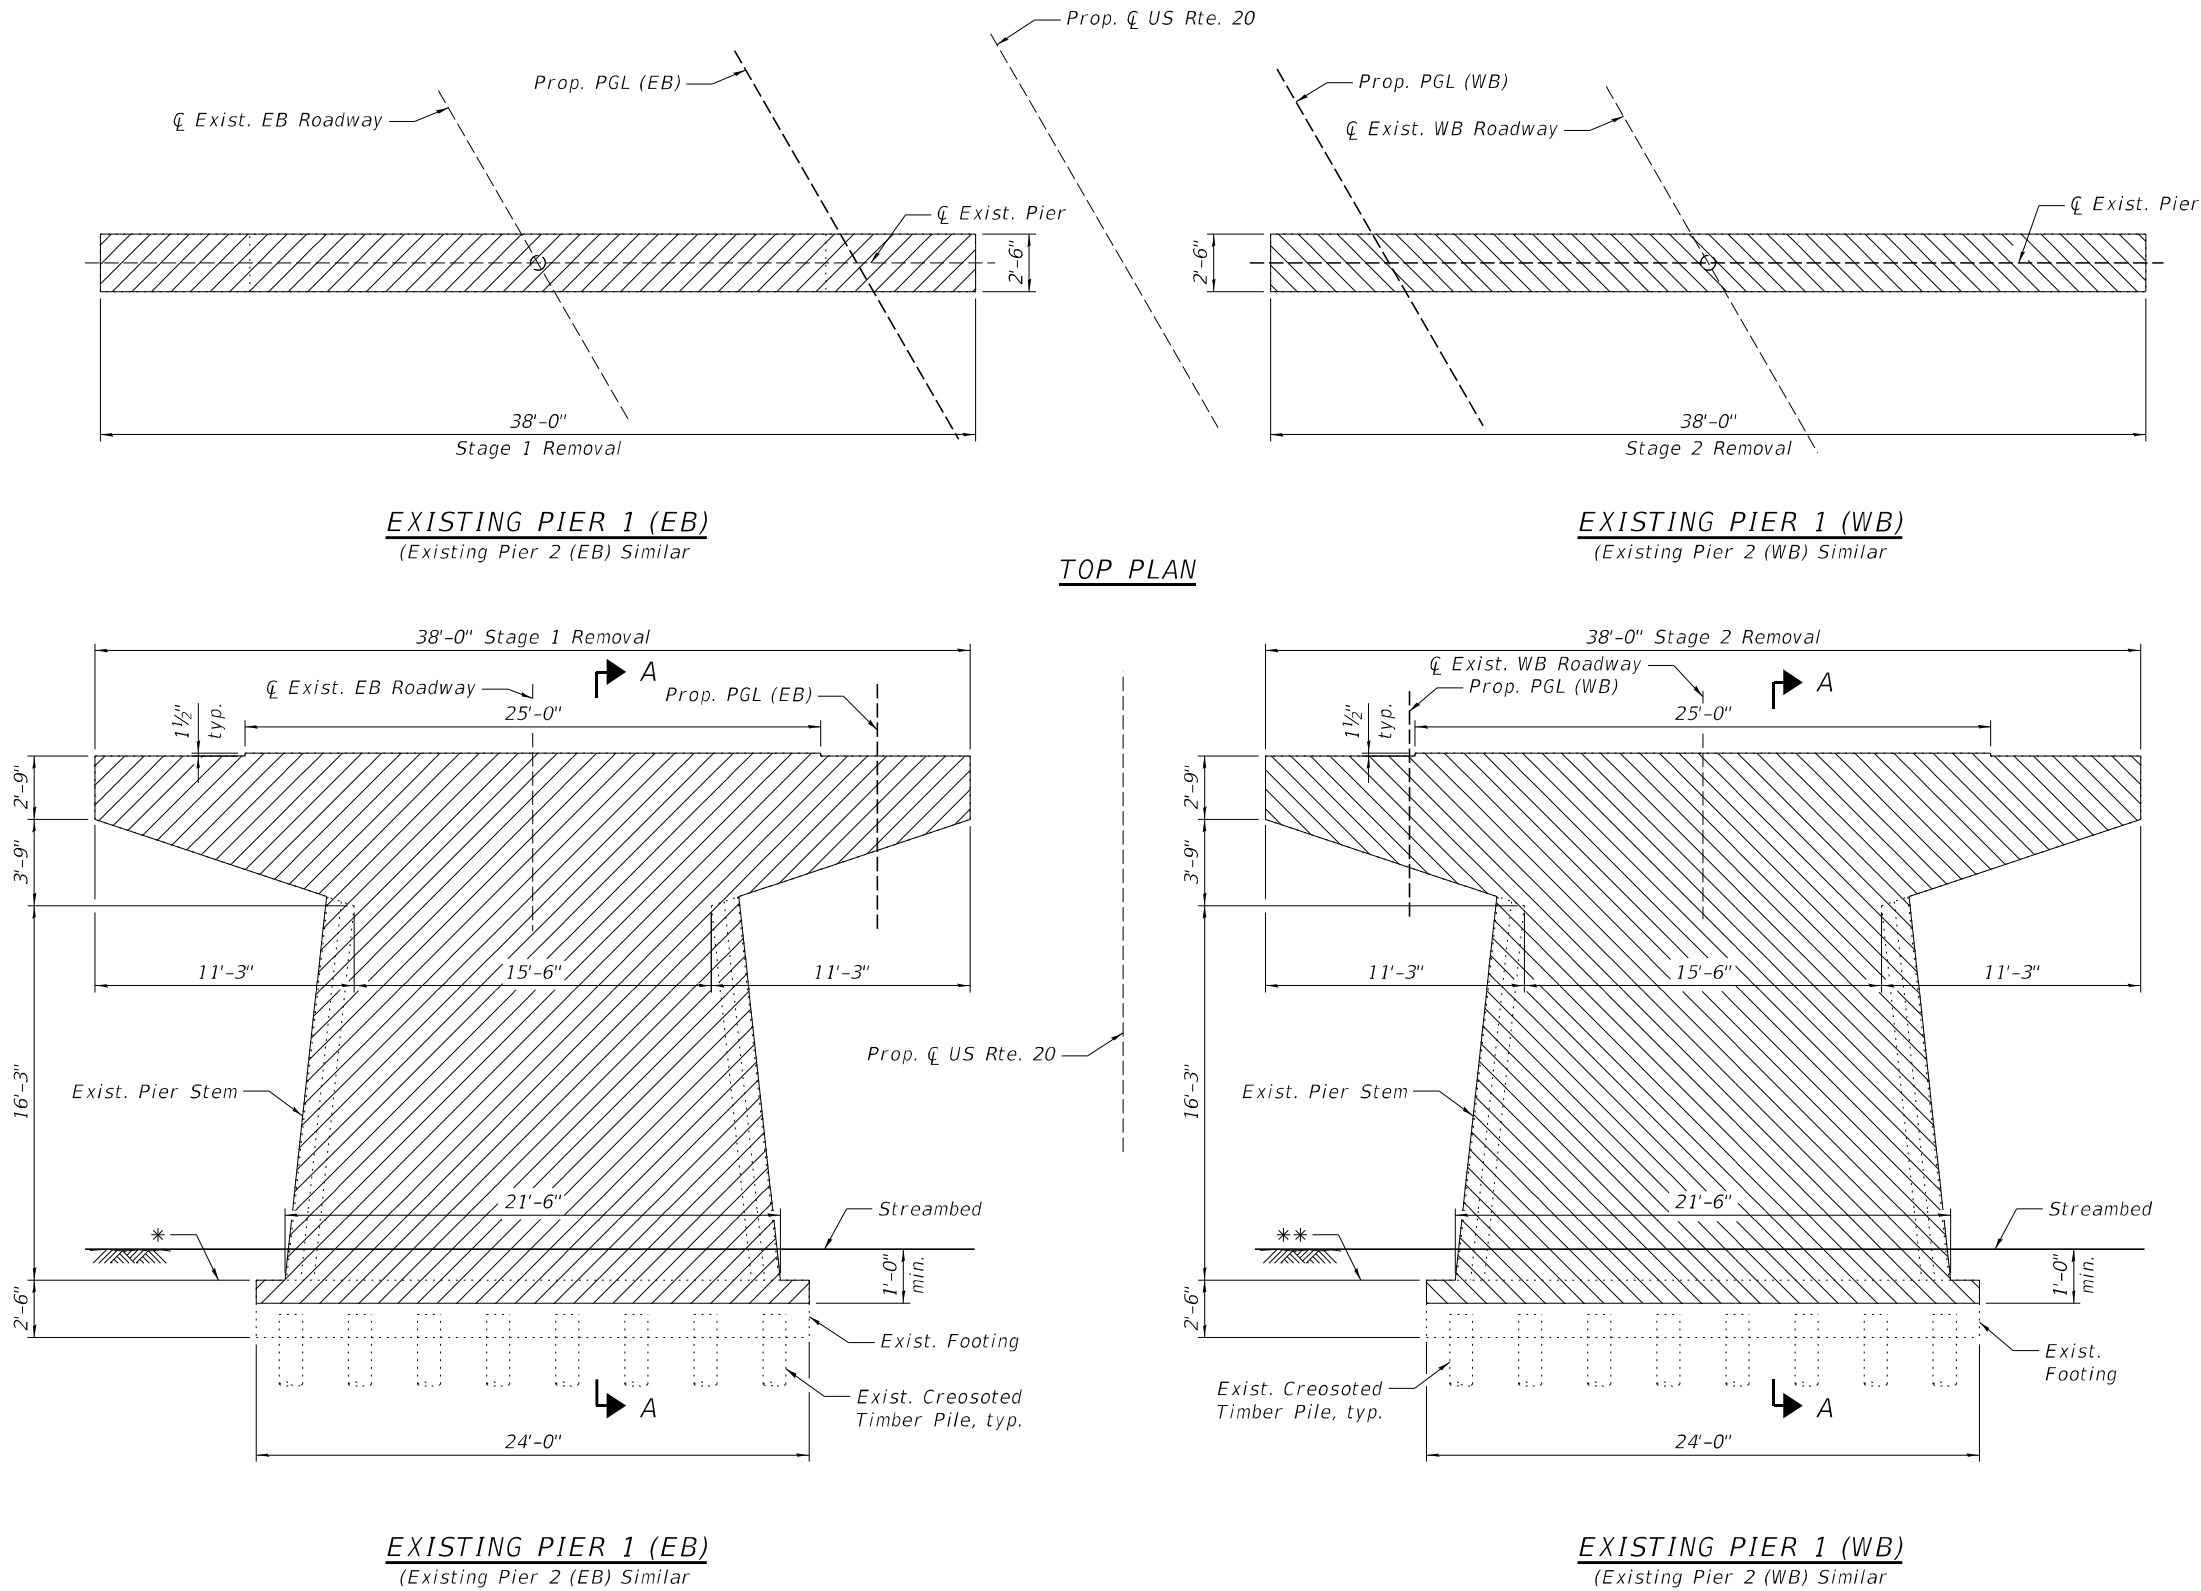 Prop. ℄ US Rte. 20
Prop. PGL (EB)
℄ Exist. EB Roadway
Prop. PGL (WB)
℄ Exist. WB Roadway
℄ Exist. Pier
℄ Exist. Pier
2'-6"
2'-6"
38'-0"
Stage 1 Removal
38'-0"
Stage 2 Removal
EXISTING PIER 1 (EB)
(Existing Pier 2 (EB) Similar
EXISTING PIER 1 (WB)
(Existing Pier 2 (WB) Similar
TOP PLAN
38'-0" Stage 1 Removal
A
℄ Exist. EB Roadway
Prop. PGL (EB)
1½"
typ.
25'-0"
2'-9"
3'-9"
11'-3"
15'-6"
11'-3"
16'-3"
Exist. Pier Stem
21'-6"
Streambed
*
1'-0"
min.
2'-6"
Exist. Footing
Exist. Creosoted
Timber Pile, typ.
A
24'-0"
Prop. ℄ US Rte. 20
38'-0" Stage 2 Removal
℄ Exist. WB Roadway
Prop. PGL (WB)
A
1½"
typ.
25'-0"
2'-9"
3'-9"
11'-3"
15'-6"
11'-3"
16'-3"
Exist. Pier Stem
21'-6"
Streambed
**
1'-0"
min.
2'-6"
Exist.
Footing
Exist. Creosoted
Timber Pile, typ.
A
24'-0"
EXISTING PIER 1 (EB)
(Existing Pier 2 (EB) Similar
EXISTING PIER 1 (WB)
(Existing Pier 2 (WB) Similar